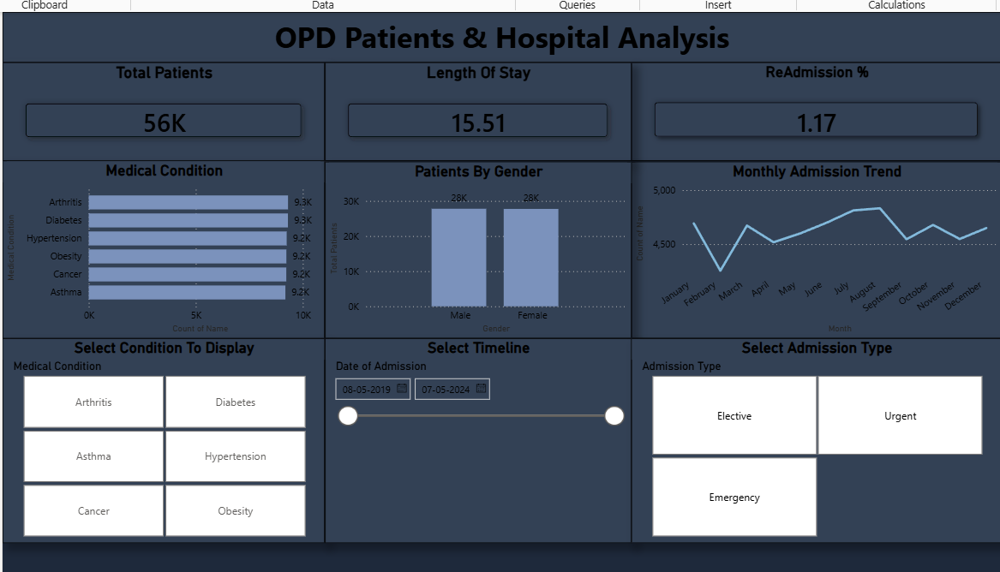 Clipboard Data Queries Insert Calculations
OPD Patients & Hospital Analysis
Total Patients
56K
Length Of Stay
15.51
ReAdmission %
1.17
Medical Condition
Medical Condition
Arthritis 9.3K
Diabetes 9.3K
Hypertension 9.2K
Obesity 9.2K
Cancer 9.2K
Asthma 9.2K
0K 5K 10K
Count of Name
Patients By Gender
Total Patients
30K
20K
10K
0K
28K 28K
Male Female
Gender
Monthly Admission Trend
Count of Name
5,000
4,500
January February March April May June July August September October November December
Month
Select Condition To Display
Medical Condition
Arthritis Diabetes
Asthma Hypertension
Cancer Obesity
Select Timeline
Date of Admission
08-05-2019 07-05-2024
Select Admission Type
Admission Type
Elective Urgent
Emergency